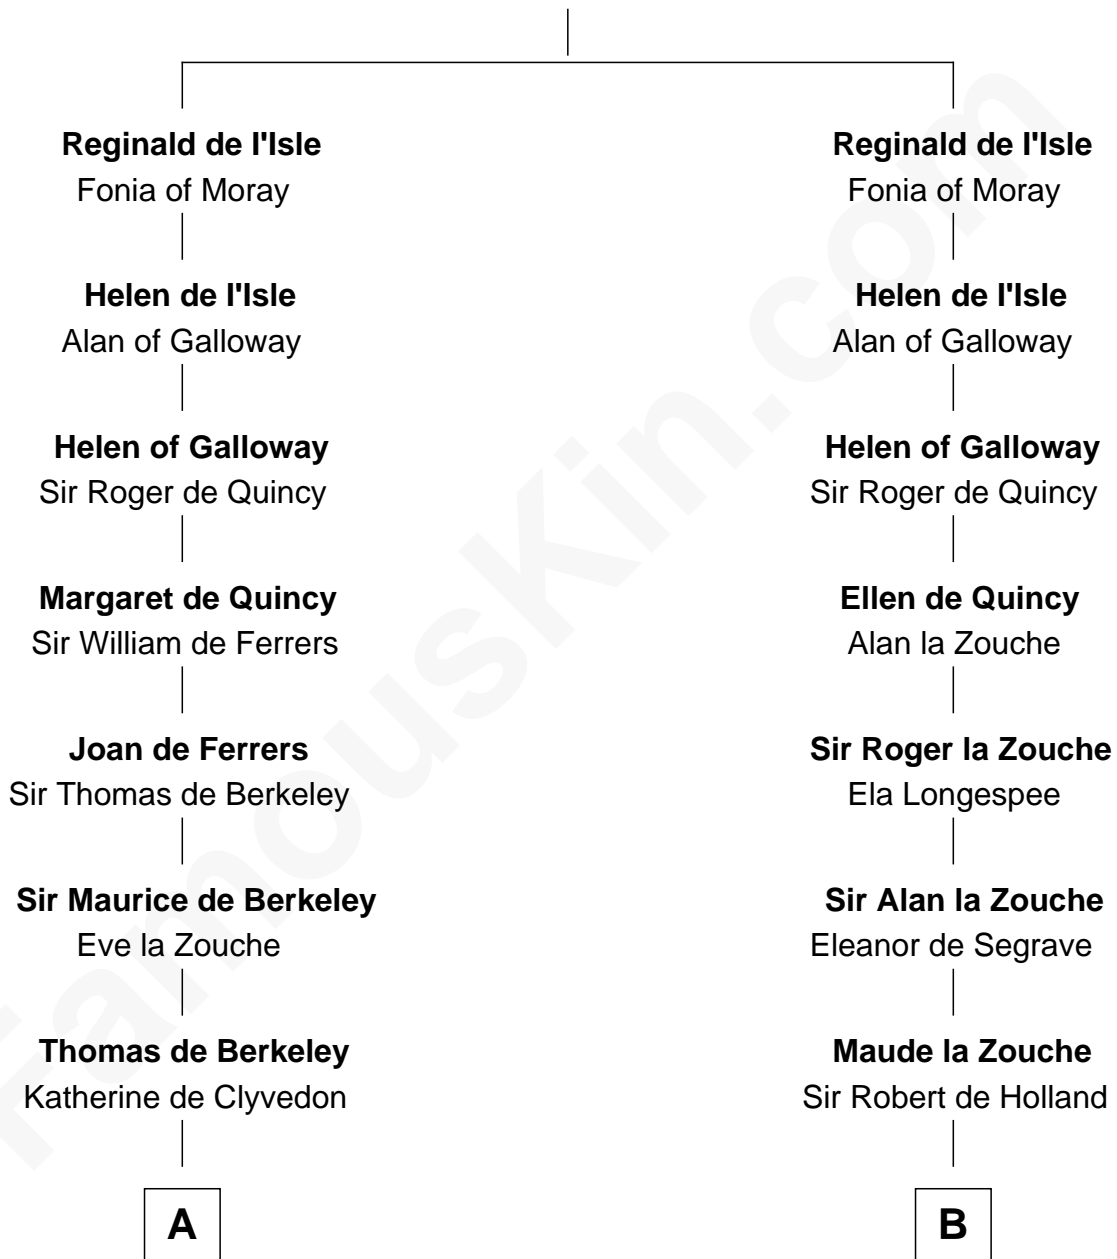 Reginald de l'Isle
Fonia of Moray
Helen de l'Isle
Alan of Galloway
Helen of Galloway
Sir Roger de Quincy
Margaret de Quincy
Sir William de Ferrers
Joan de Ferrers
Sir Thomas de Berkeley
Sir Maurice de Berkeley
Eve la Zouche
Thomas de Berkeley
Katherine de Clyvedon
A
Reginald de l'Isle
Fonia of Moray
Helen de l'Isle
Alan of Galloway
Helen of Galloway
Sir Roger de Quincy
Ellen de Quincy
Alan la Zouche
Sir Roger la Zouche
Ela Longespee
Sir Alan la Zouche
Eleanor de Segrave
Maude la Zouche
Sir Robert de Holland
B
FamousKin.com